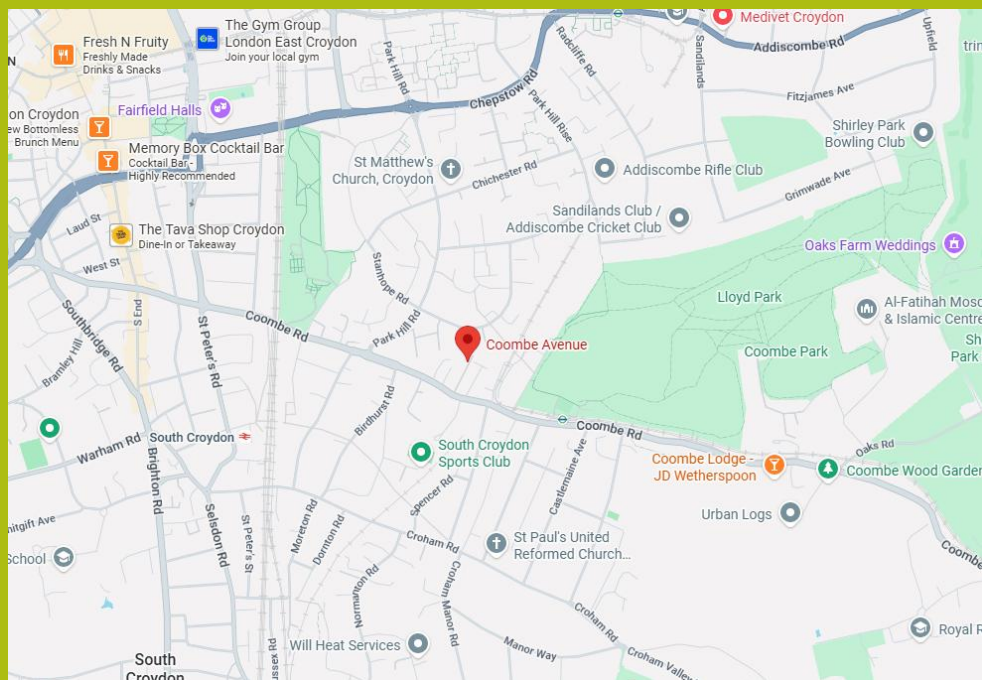 The Gym Group
London East Croydon
Join your local gym
Fresh N Fruity
Freshly Made
Drinks & Snacks
N
Medivet Croydon
Addiscombe Rd
Upfield
trin
Sandilands
Radcliffe Rd
Park Hill Rd
Chepstow Rd
Park Hill Rise
Fitzjames Ave
Fairfield Halls
on Croydon
ew Bottomless
Brunch Menu
Memory Box Cocktail Bar
Cocktail Bar -
Highly Recommended
St Matthew's
Church, Croydon
Chichester Rd
Addiscombe Rifle Club
Shirley Park
Bowling Club
Grimwade Ave
Sandilands Club /
Addiscombe Cricket Club
Laud St
The Tava Shop Croydon
Dine-In or Takeaway
Oaks Farm Weddings
West St
Stanhope Rd
Lloyd Park
Al-Fatihah Mosq
& Islamic Centre
Southbridge Rd
S End
St Peter's Rd
Coombe Rd
Park Hill Rd
Coombe Avenue
Coombe Park
Sh
Park
Bramley Hill
Birdhurst Rd
Warham Rd
South Croydon
Brighton Rd
South Croydon
Sports Club
Coombe Rd
Castlemaine Ave
Coombe Lodge -
JD Wetherspoon
Oaks Rd
Coombe Wood Garden
Spencer Rd
Urban Logs
nitgift Ave
Selsdon Rd
St Peter's St
Moreton Rd
Dornton Rd
Croham Rd
St Paul's United
Reformed Church...
Coombe
School
Normanton Rd
Croham Manor Rd
Croham Rd
Will Heat Services
Manor Way
Croham Valley
Royal R
ussex Rd
South
Croydon